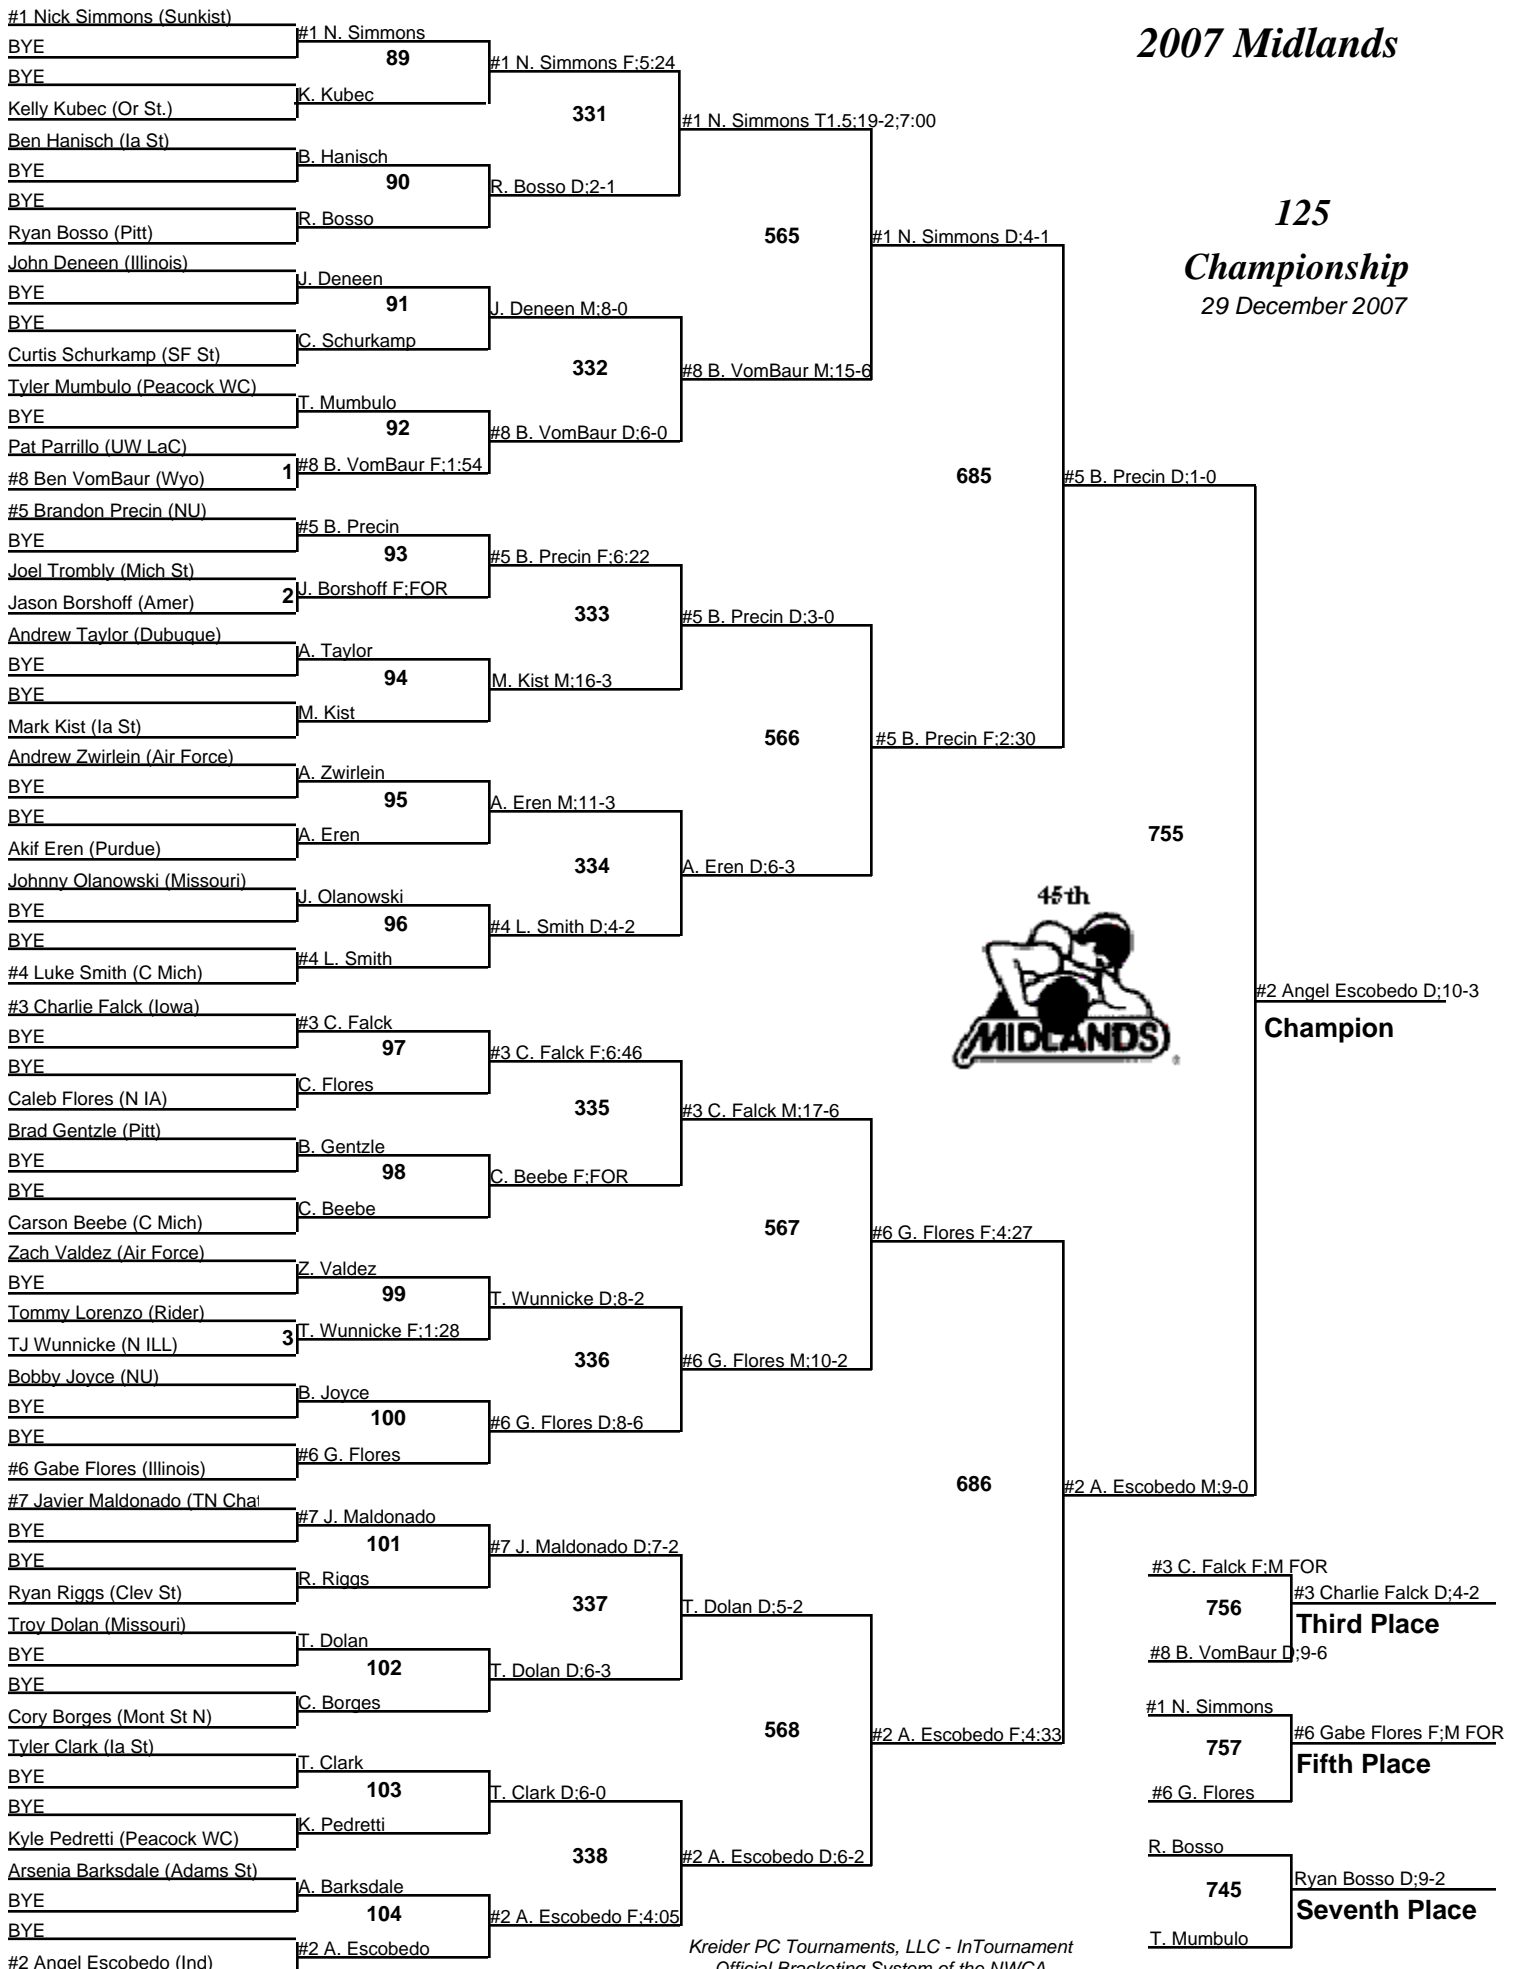 2007 Midlands
125
Championship
29 December 2007
#1 Nick Simmons (Sunkist)
BYE
BYE
Kelly Kubec (Or St.)
Ben Hanisch (Ia St)
BYE
BYE
Ryan Bosso (Pitt)
John Deneen (Illinois)
BYE
BYE
Curtis Schurkamp (SF St)
Tyler Mumbulo (Peacock WC)
BYE
Pat Parrillo (UW LaC)
#8 Ben VomBaur (Wyo) 1
#5 Brandon Precin (NU)
BYE
Joel Trombly (Mich St)
Jason Borshoff (Amer) 2
Andrew Taylor (Dubuque)
BYE
BYE
Mark Kist (Ia St)
Andrew Zwirlein (Air Force)
BYE
BYE
Akif Eren (Purdue)
Johnny Olanowski (Missouri)
BYE
BYE
#4 Luke Smith (C Mich)
#3 Charlie Falck (Iowa)
BYE
BYE
Caleb Flores (N IA)
Brad Gentzle (Pitt)
BYE
BYE
Carson Beebe (C Mich)
Zach Valdez (Air Force)
BYE
Tommy Lorenzo (Rider)
TJ Wunnicke (N ILL) 3
Bobby Joyce (NU)
BYE
BYE
#6 Gabe Flores (Illinois)
#7 Javier Maldonado (TN Chat
BYE
BYE
Ryan Riggs (Clev St)
Troy Dolan (Missouri)
BYE
BYE
Cory Borges (Mont St N)
Tyler Clark (Ia St)
BYE
BYE
Kyle Pedretti (Peacock WC)
Arsenia Barksdale (Adams St)
BYE
BYE
#2 Angel Escobedo (Ind)
#1 N. Simmons
89
K. Kubec
B. Hanisch
90
R. Bosso
J. Deneen
91
C. Schurkamp
T. Mumbulo
92
#8 B. VomBaur F;1:54
#5 B. Precin
93
J. Borshoff F;FOR
A. Taylor
94
M. Kist
A. Zwirlein
95
A. Eren
J. Olanowski
96
#4 L. Smith
#3 C. Falck
97
C. Flores
B. Gentzle
98
C. Beebe
Z. Valdez
99
T. Wunnicke F;1:28
B. Joyce
100
#6 G. Flores
#7 J. Maldonado
101
R. Riggs
T. Dolan
102
C. Borges
T. Clark
103
K. Pedretti
A. Barksdale
104
#2 A. Escobedo
#1 N. Simmons F;5:24
331
R. Bosso D;2-1
J. Deneen M;8-0
332
#8 B. VomBaur D;6-0
#5 B. Precin F;6:22
333
M. Kist M;16-3
A. Eren M;11-3
334
#4 L. Smith D;4-2
#3 C. Falck F;6:46
335
C. Beebe F;FOR
T. Wunnicke D;8-2
336
#6 G. Flores D;8-6
#7 J. Maldonado D;7-2
337
T. Dolan D;6-3
T. Clark D;6-0
338
#2 A. Escobedo F;4:05
#1 N. Simmons T1.5;19-2;7:00
565
#8 B. VomBaur M;15-6
#5 B. Precin D;3-0
566
A. Eren D;6-3
#3 C. Falck M;17-6
567
#6 G. Flores M;10-2
T. Dolan D;5-2
568
#2 A. Escobedo D;6-2
#1 N. Simmons D;4-1
685
#5 B. Precin F;2:30
#6 G. Flores F;4:27
686
#2 A. Escobedo F;4:33
#5 B. Precin D;1-0
755
#2 A. Escobedo M;9-0
45th
MIDLANDS
#2 Angel Escobedo D;10-3
Champion
#3 C. Falck F;M FOR
756
#8 B. VomBaur D;9-6
#3 Charlie Falck D;4-2
Third Place
#1 N. Simmons
757
#6 G. Flores
#6 Gabe Flores F;M FOR
Fifth Place
R. Bosso
745
T. Mumbulo
Ryan Bosso D;9-2
Seventh Place
Kreider PC Tournaments, LLC - InTournament
Official Bracketing System of the NWCA